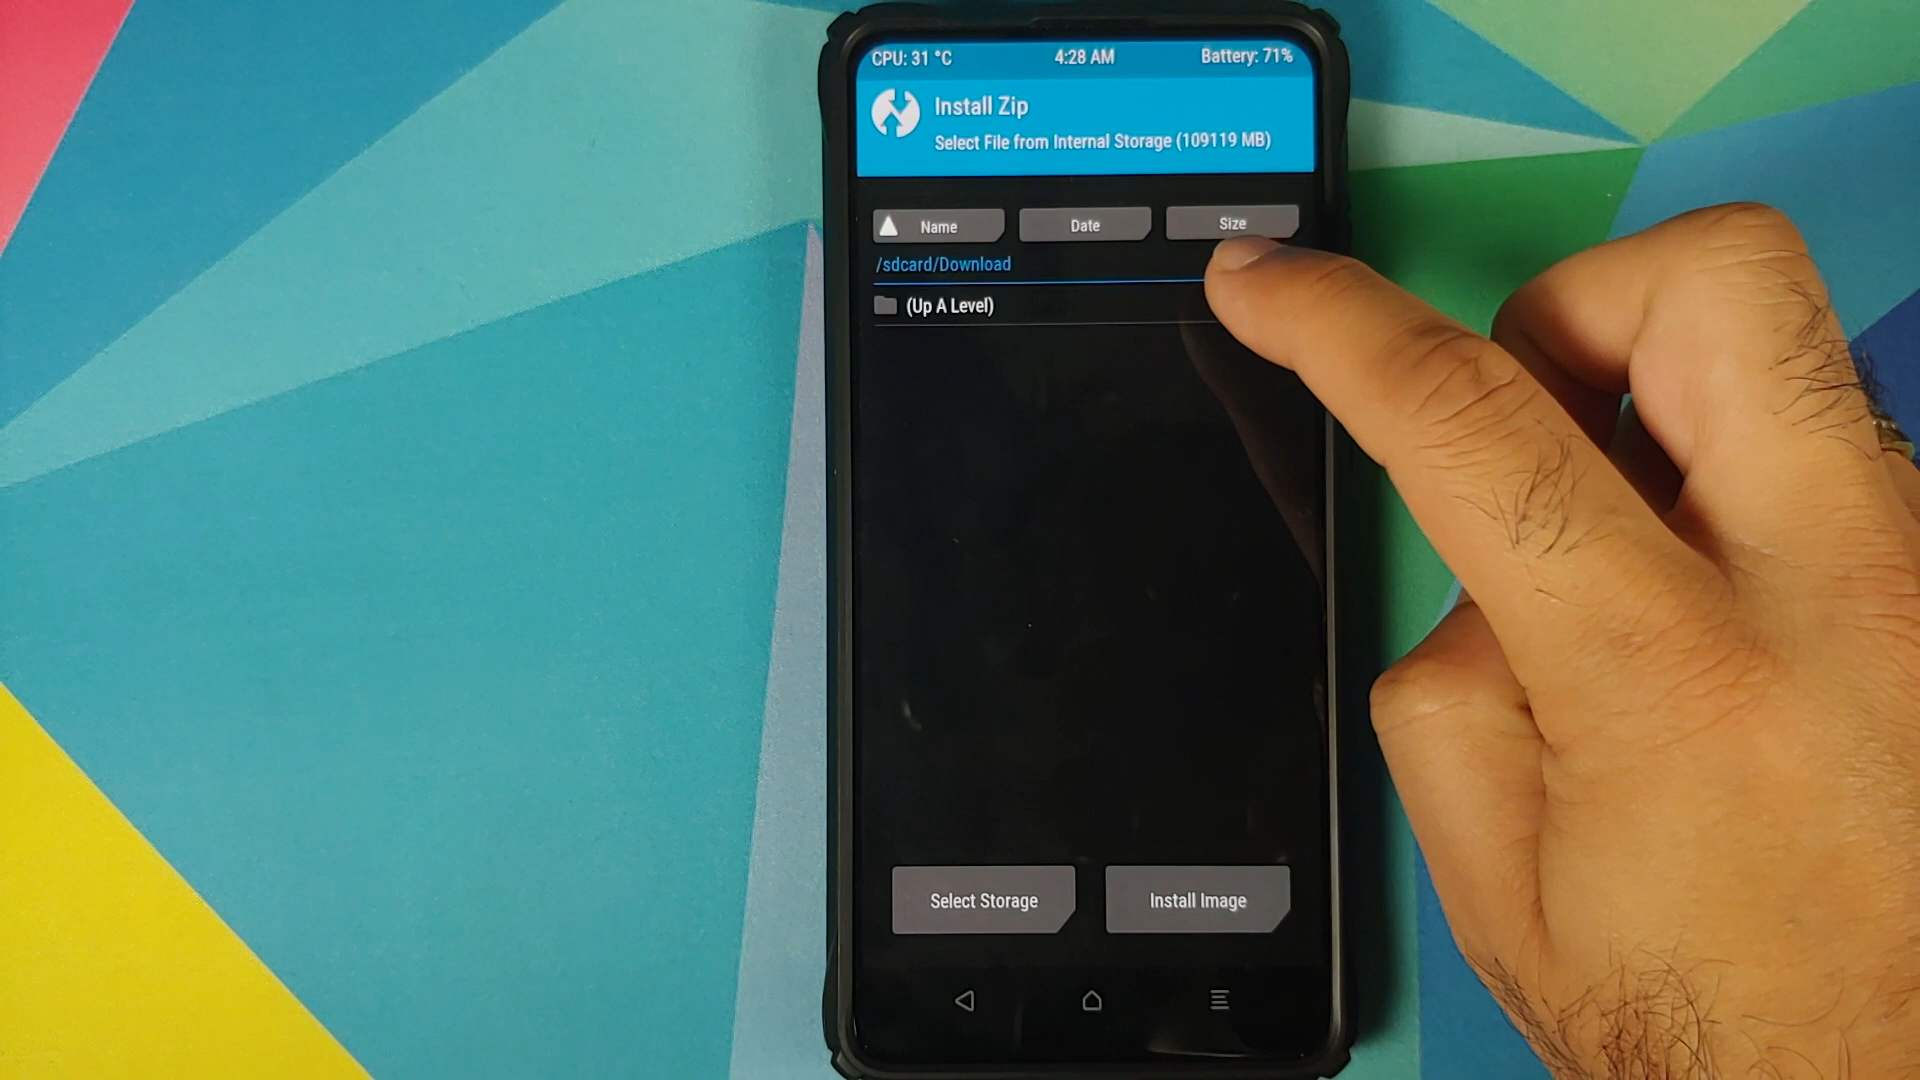 CPU: 31 °C 4:28 AM Battery: 71%
Install Zip
Select File from Internal Storage (109119 MB)
Name Date Size
/sdcard/Download
(Up A Level)
Select Storage Install Image